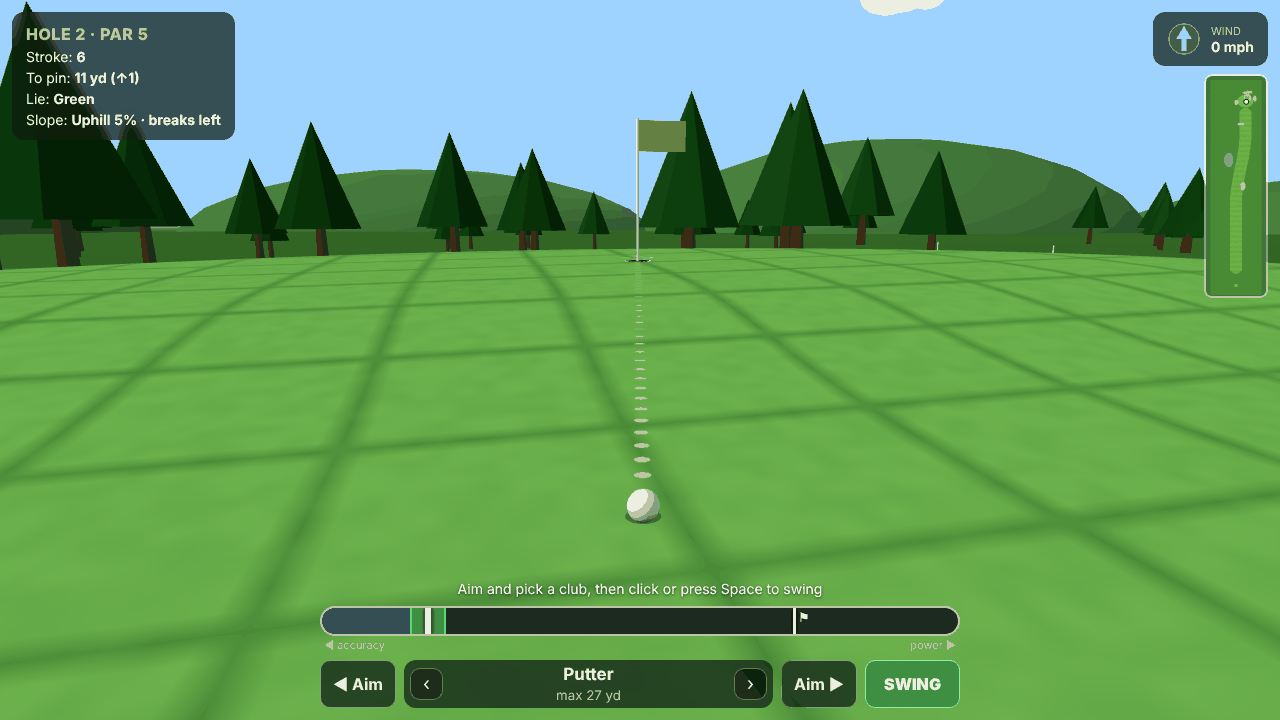 HOLE 2 · PAR 5
Stroke: 6
To pin: 11 yd (↑1)
Lie: Green
Slope: Uphill 5% · breaks left
WIND
0 mph
Aim and pick a club, then click or press Space to swing
◀ accuracy
power ▶
◀ Aim
‹
Putter
max 27 yd
›
Aim ▶
SWING